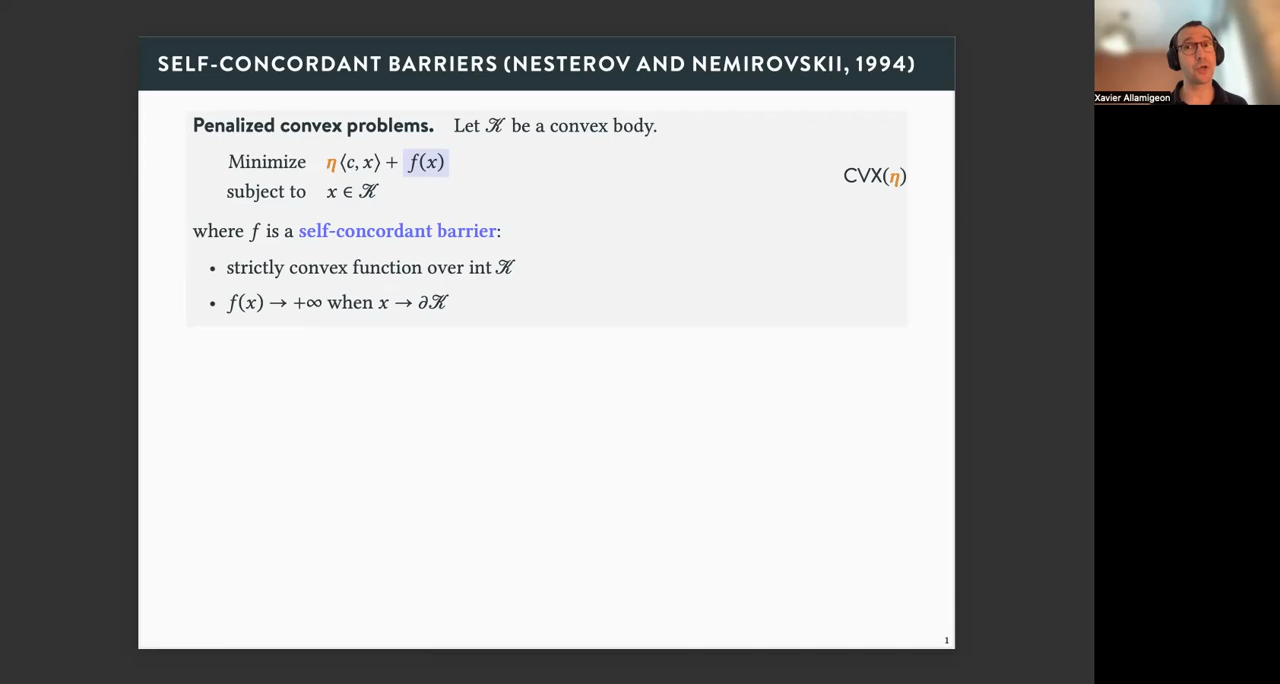 SELF-CONCORDANT BARRIERS (NESTEROV AND NEMIROVSKII, 1994)
Penalized convex problems. Let 𝒦 be a convex body.
Minimize η⟨c, x⟩ + f(x)
subject to x ∈ 𝒦
CVX(η)
where f is a self-concordant barrier:
• strictly convex function over int 𝒦
• f(x) → +∞ when x → ∂𝒦
1
Xavier Allamigeon